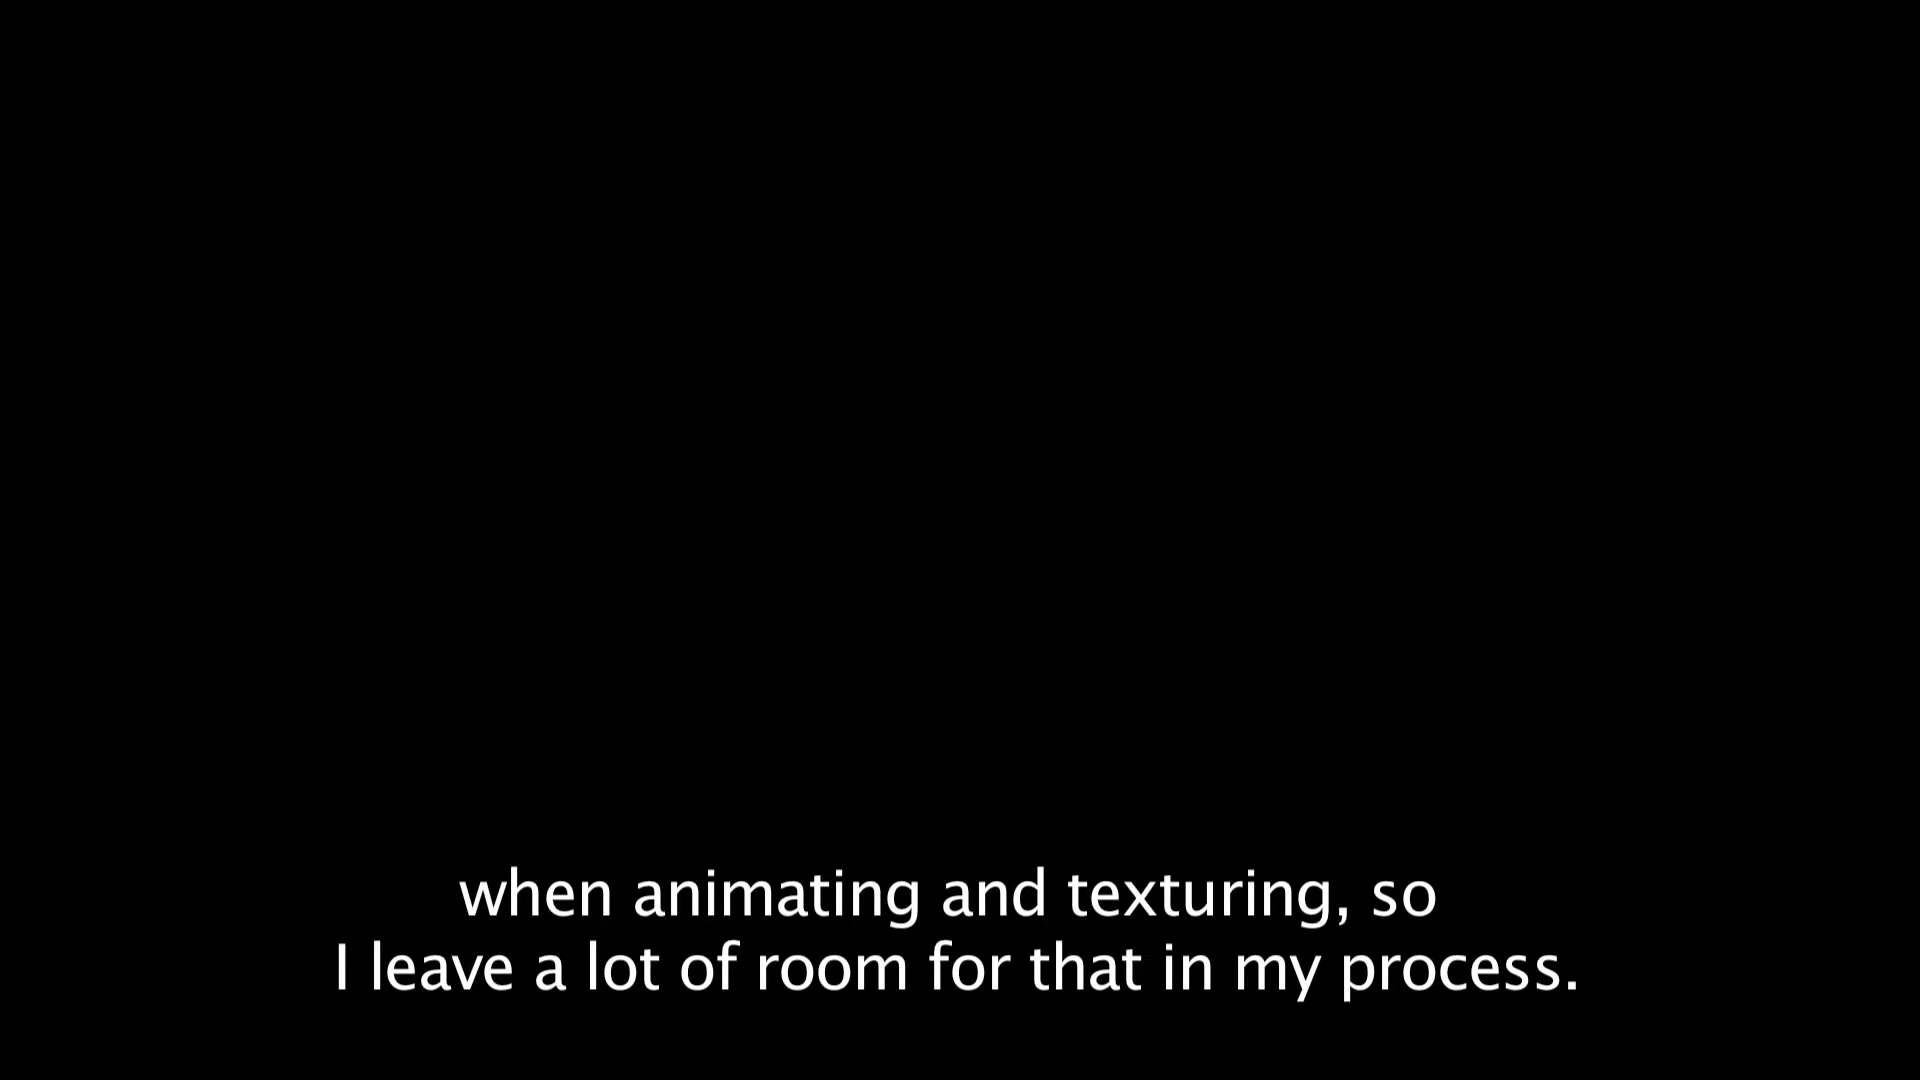 when animating and texturing, so
I leave a lot of room for that in my process.